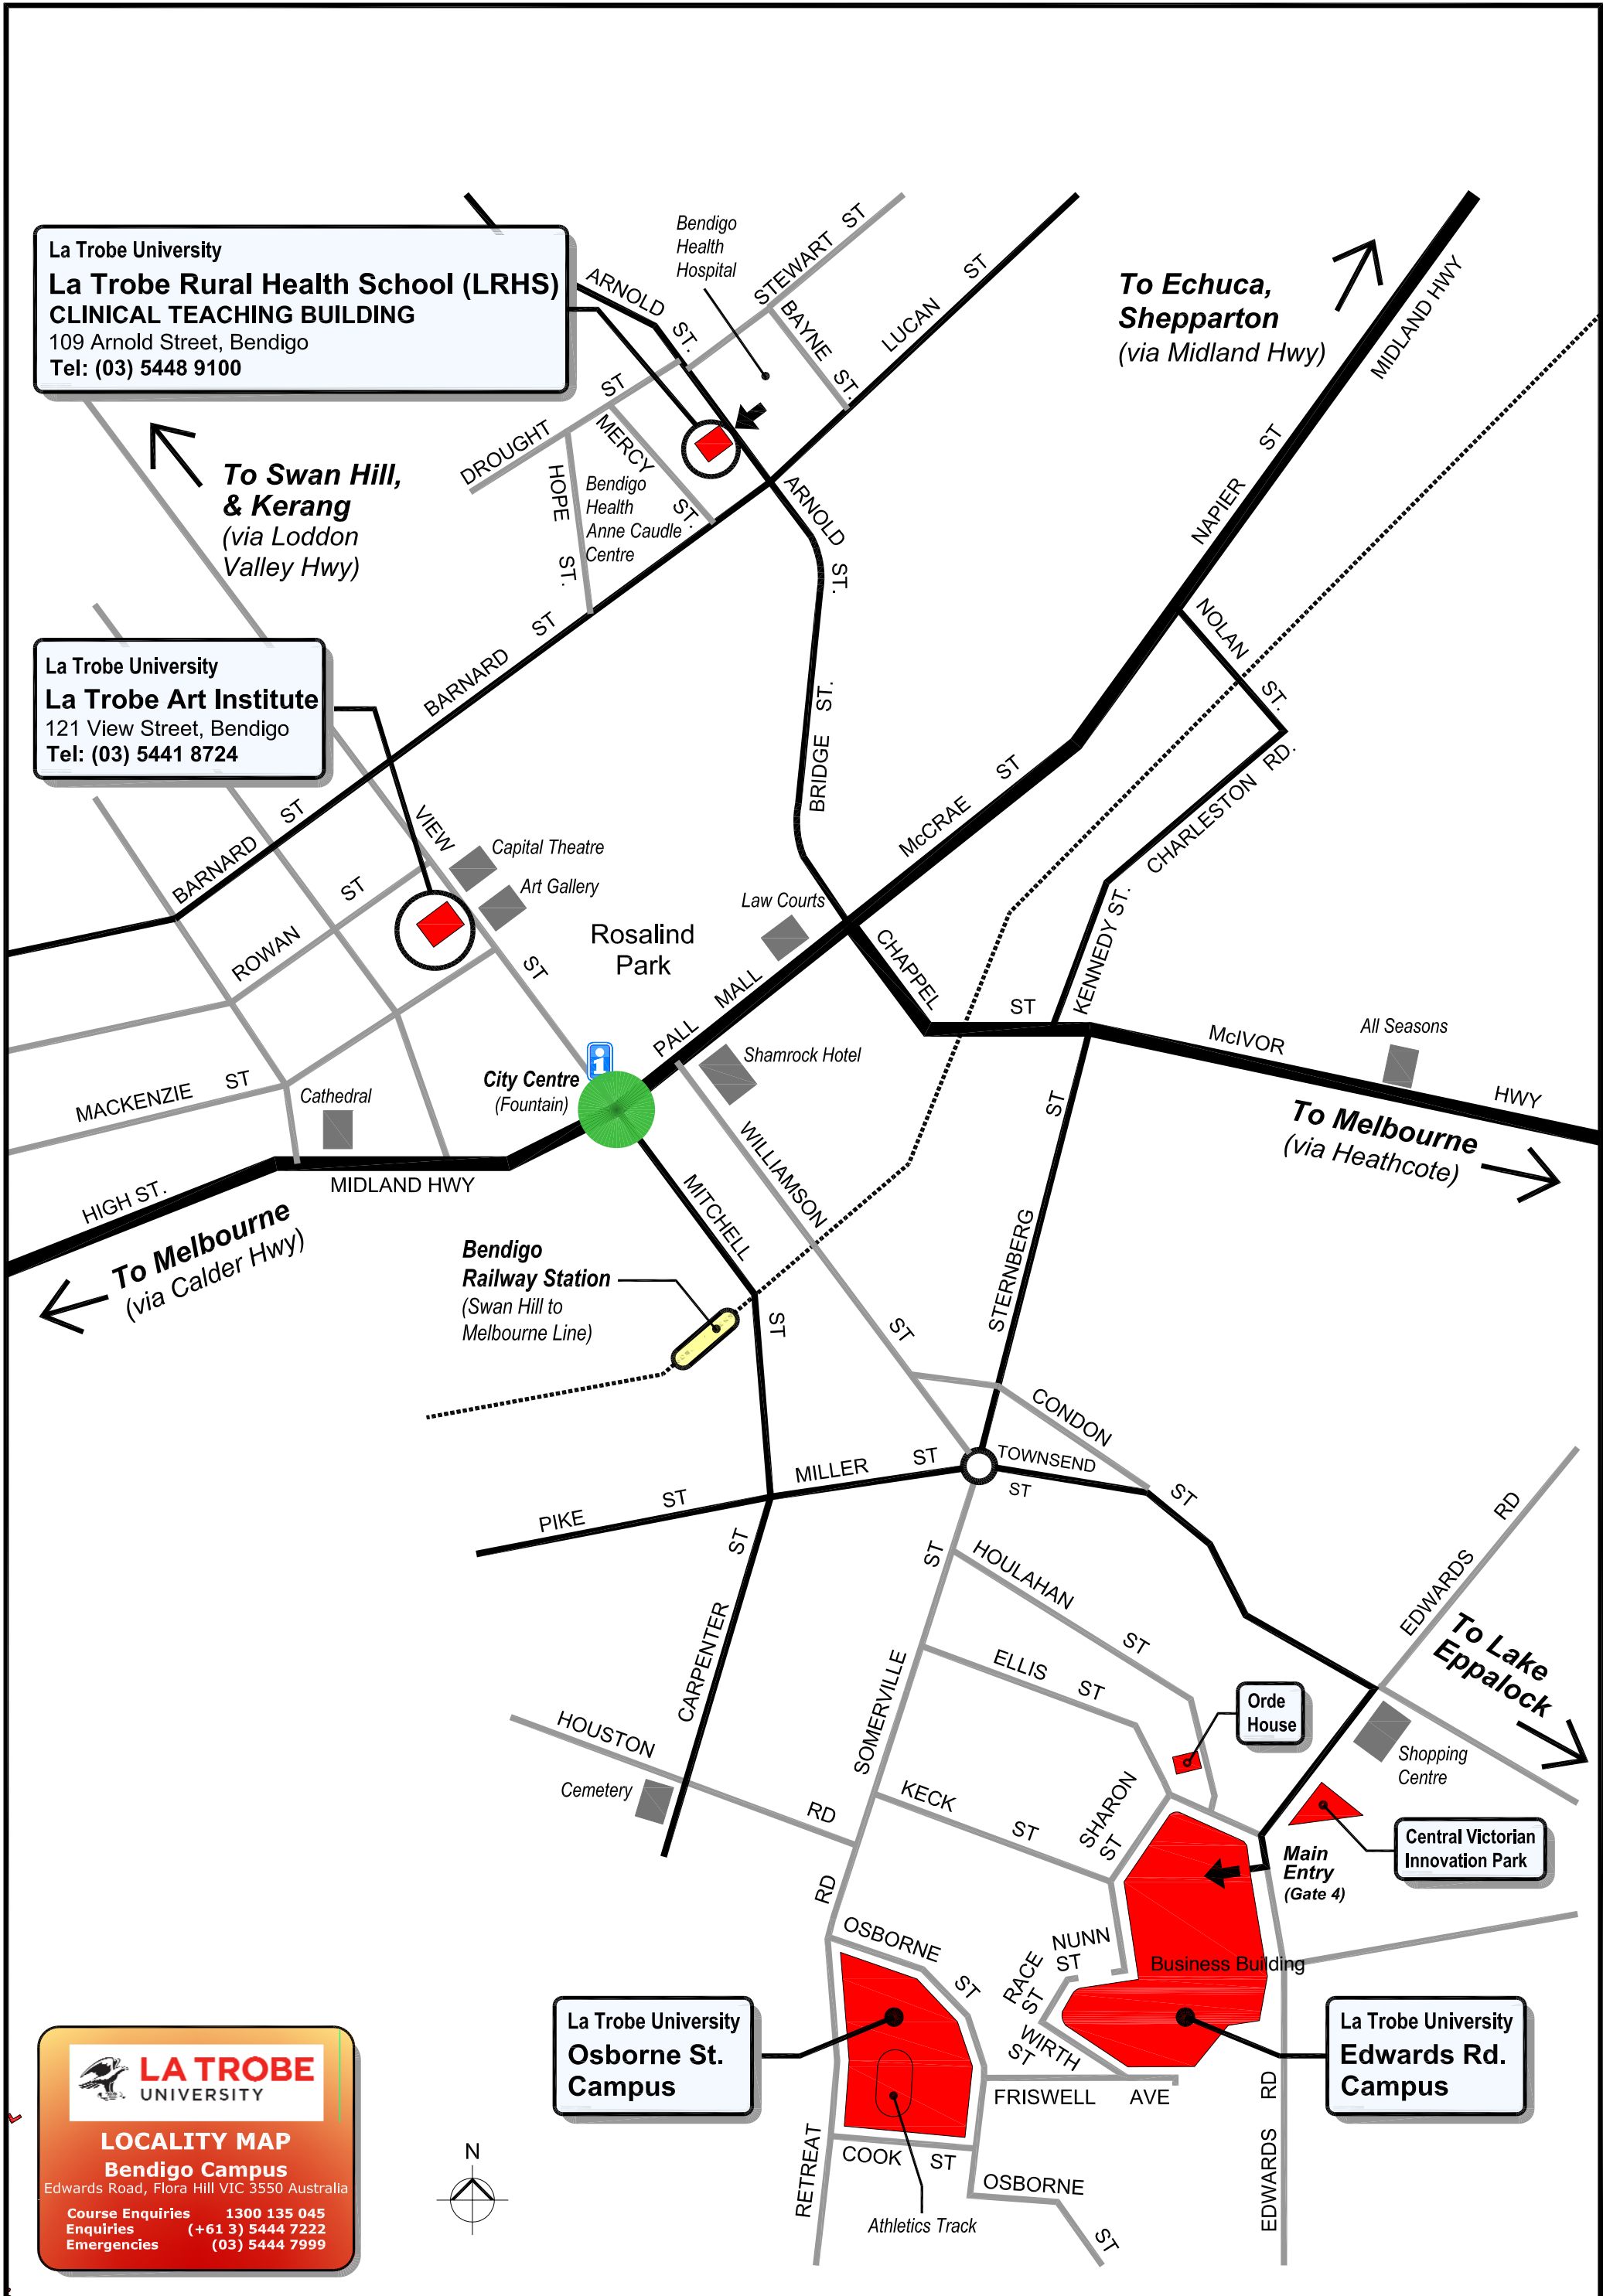 La Trobe University
La Trobe Rural Health School (LRHS)
CLINICAL TEACHING BUILDING
109 Arnold Street, Bendigo
Tel: (03) 5448 9100
Bendigo
Health
Hospital
STEWART ST
ARNOLD ST.
BAYNE ST.
LUCAN ST
To Echuca,
Shepparton
(via Midland Hwy)
MIDLAND HWY
To Swan Hill,
& Kerang
(via Loddon
Valley Hwy)
DROUGHT ST
HOPE ST.
MERCY ST.
Bendigo
Health
Anne Caudle
Centre
ARNOLD ST.
NAPIER ST
NOLAN ST.
La Trobe University
La Trobe Art Institute
121 View Street, Bendigo
Tel: (03) 5441 8724
BARNARD ST
BRIDGE ST.
McCRAE ST
CHARLESTON RD.
BARNARD ST
VIEW ST
Capital Theatre
Art Gallery
Law Courts
Rosalind
Park
ROWAN ST
PALL MALL
CHAPPEL ST
KENNEDY ST.
McIVOR HWY
All Seasons
Shamrock Hotel
City Centre
(Fountain)
MACKENZIE ST
Cathedral
To Melbourne
(via Heathcote)
HIGH ST.
MIDLAND HWY
To Melbourne
(via Calder Hwy)
MITCHELL ST
WILLIAMSON ST
STERNBERG ST
Bendigo
Railway Station
(Swan Hill to
Melbourne Line)
CONDON ST
TOWNSEND ST
MILLER ST
PIKE ST
CARPENTER ST
HOULAHAN ST
ELLIS ST
SOMERVILLE ST
EDWARDS RD
To Lake
Eppalock
Orde
House
Shopping
Centre
HOUSTON RD
Cemetery
KECK ST
SHARON ST
Central Victorian
Innovation Park
Main
Entry
(Gate 4)
RETREAT RD
OSBORNE ST
NUNN ST
RACE ST
WIRTH ST
Business Building
La Trobe University
Osborne St.
Campus
La Trobe University
Edwards Rd.
Campus
FRISWELL AVE
COOK ST
OSBORNE ST
EDWARDS RD
Athletics Track
N
LA TROBE
UNIVERSITY
LOCALITY MAP
Bendigo Campus
Edwards Road, Flora Hill VIC 3550 Australia
Course Enquiries 1300 135 045
Enquiries (+61 3) 5444 7222
Emergencies (03) 5444 7999